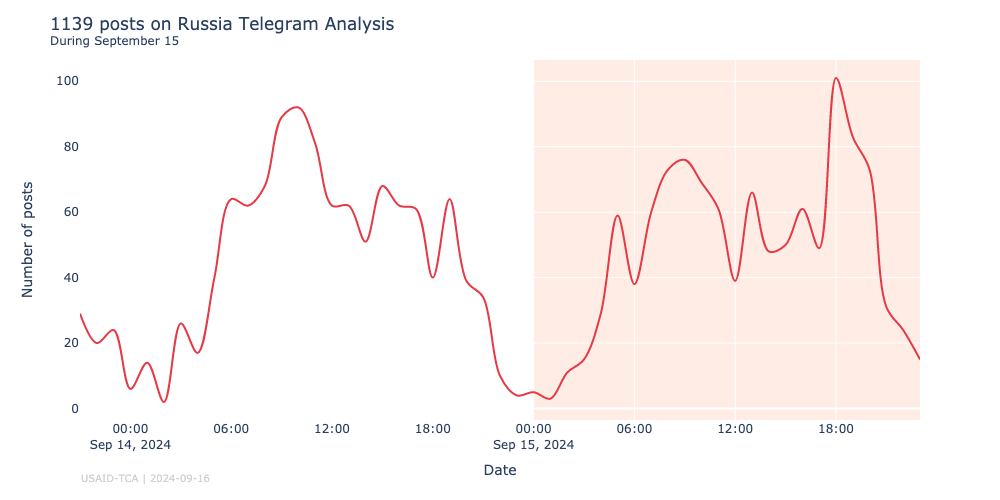 1139 posts on Russia Telegram Analysis
During September 15
Number of posts
100
80
60
40
20
0
00:00 06:00 12:00 18:00 00:00 06:00 12:00 18:00
Sep 14, 2024 Sep 15, 2024
Date
USAID-TCA | 2024-09-16